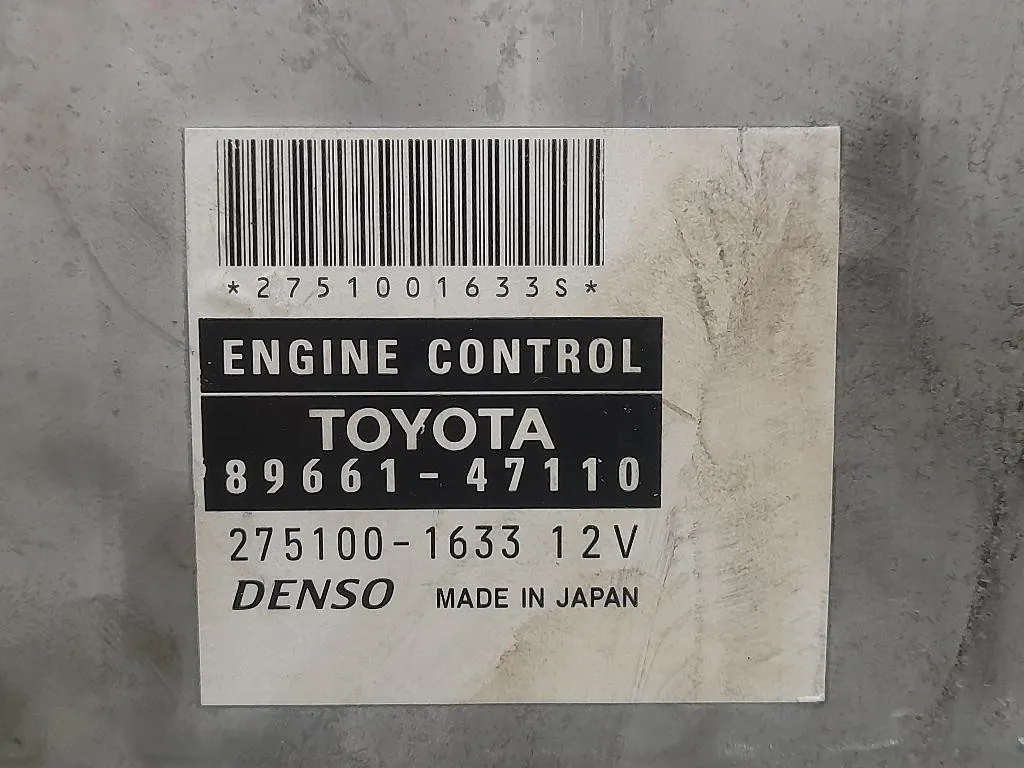 *2751001633S*
ENGINE CONTROL
TOYOTA
89661-47110
275100-1633 12V
DENSO MADE IN JAPAN